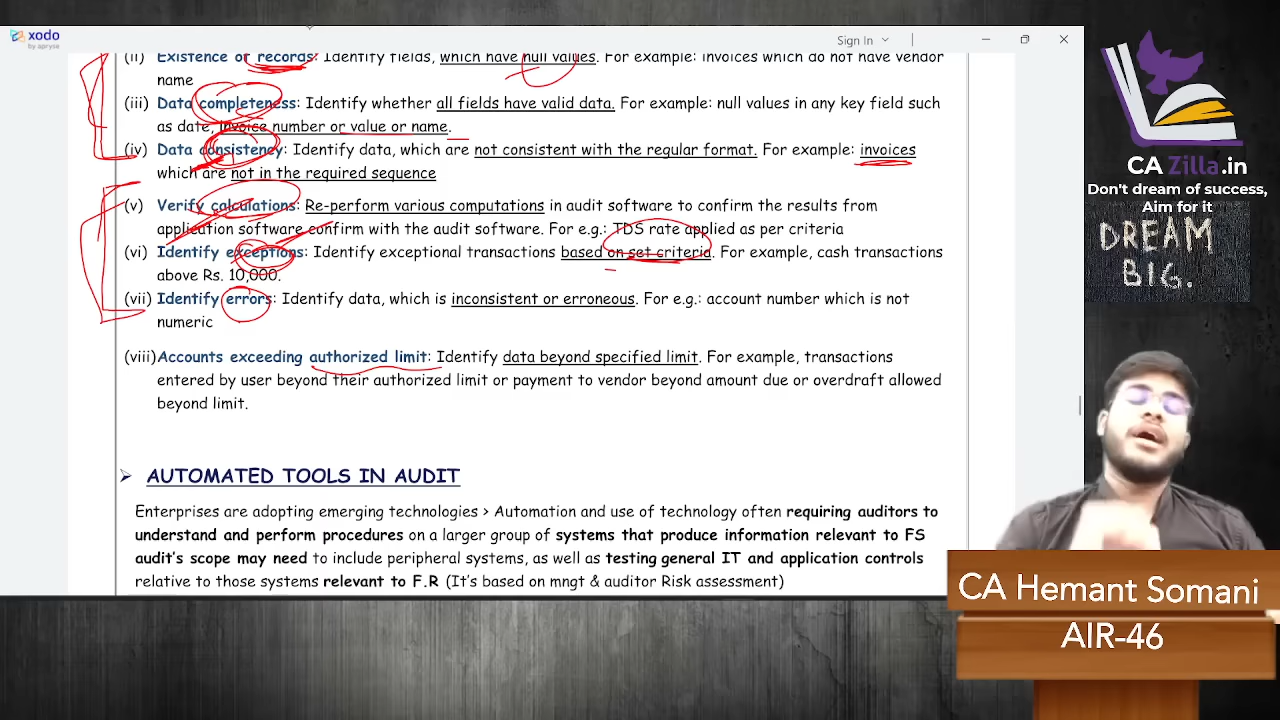 xodo
by apryse
Sign In
(ii) Existence of records: Identify fields, which have null values. For example: invoices which do not have vendor
name
(iii) Data completeness: Identify whether all fields have valid data. For example: null values in any key field such
as date, invoice number or value or name.
(iv) Data consistency: Identify data, which are not consistent with the regular format. For example: invoices
which are not in the required sequence
(v) Verify calculations: Re-perform various computations in audit software to confirm the results from
application software confirm with the audit software. For e.g.: TDS rate applied as per criteria
(vi) Identify exceptions: Identify exceptional transactions based on set criteria. For example, cash transactions
above Rs. 10,000.
(vii) Identify errors: Identify data, which is inconsistent or erroneous. For e.g.: account number which is not
numeric
(viii) Accounts exceeding authorized limit: Identify data beyond specified limit. For example, transactions
entered by user beyond their authorized limit or payment to vendor beyond amount due or overdraft allowed
beyond limit.
➢ AUTOMATED TOOLS IN AUDIT
Enterprises are adopting emerging technologies > Automation and use of technology often requiring auditors to
understand and perform procedures on a larger group of systems that produce information relevant to FS
audit's scope may need to include peripheral systems, as well as testing general IT and application controls
relative to those systems relevant to F.R (It's based on mngt & auditor Risk assessment)
CA Zilla.in
Don't dream of success,
Aim for it
DREAM
BIG.
CA Hemant Somani
AIR-46